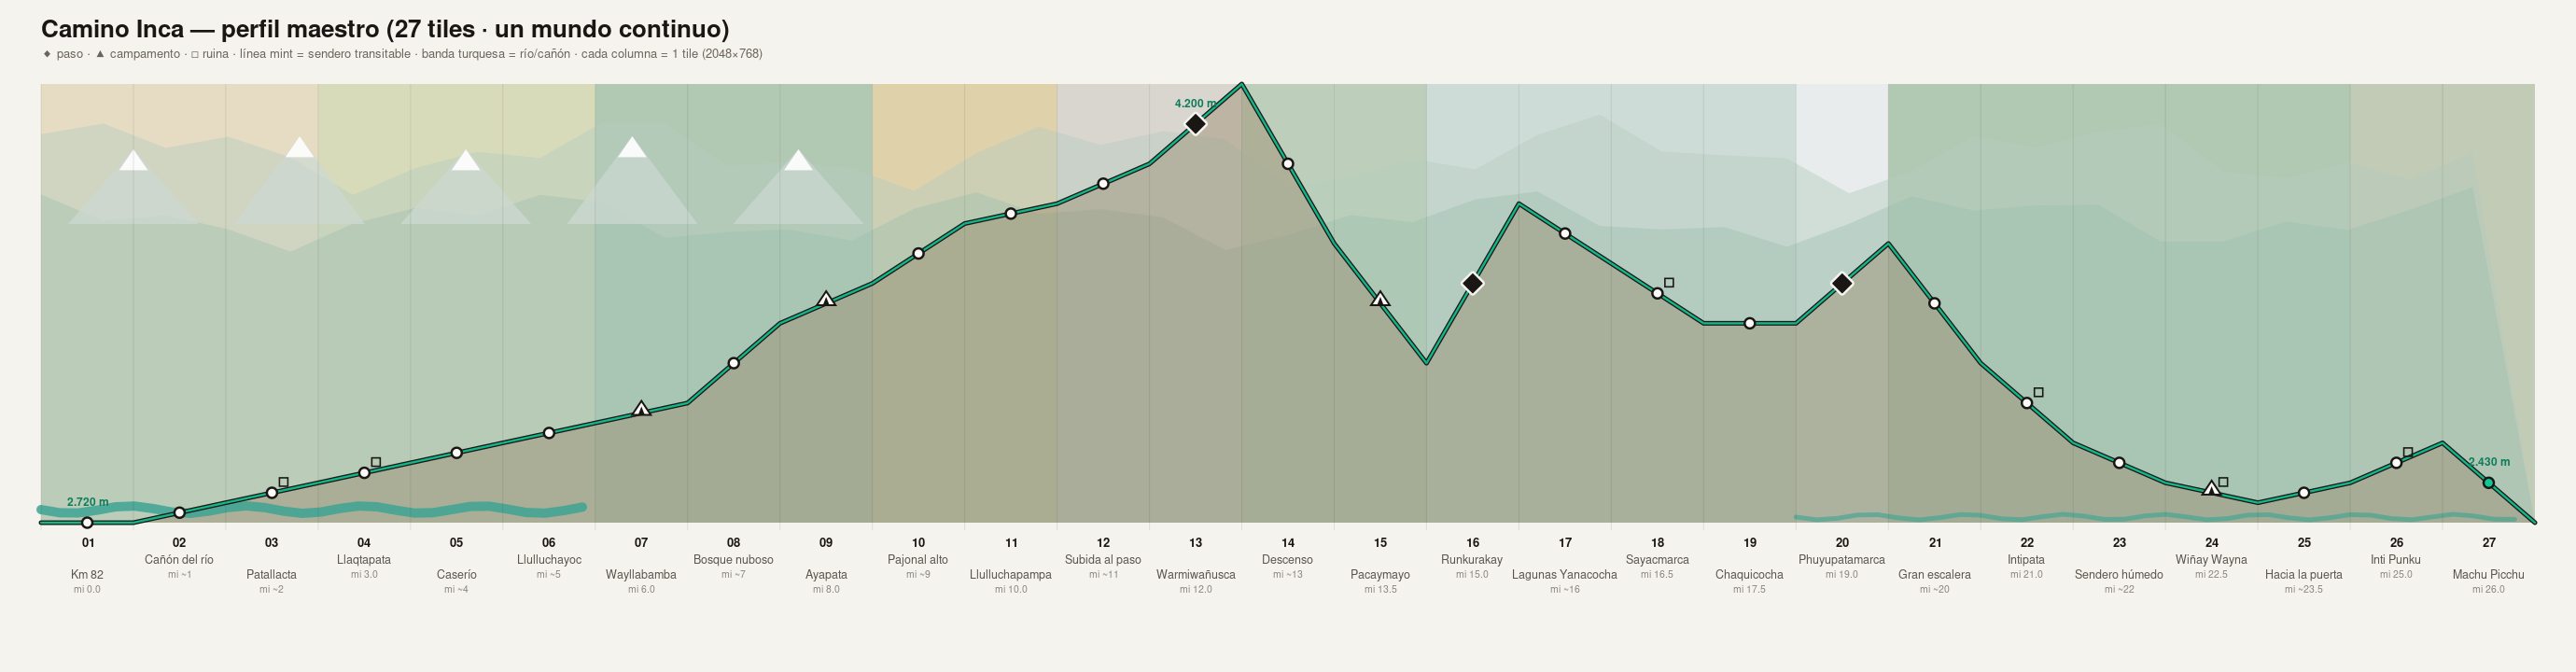 Camino Inca — perfil maestro (27 tiles · un mundo continuo)
♦ paso · ▲ campamento · □ ruina · línea mint = sendero transitable · banda turquesa = río/cañón · cada columna = 1 tile (2048×768)
4.200 m
2.430 m
2.720 m
01 02 03 04 05 06 07 08 09 10 11 12 13 14 15 16 17 18 19 20 21 22 23 24 25 26 27
Cañón del río Llaqtapata Llulluchayoc Bosque nuboso Pajonal alto Subida al paso Descenso Runkurakay Sayacmarca Phuyupatamarca Intipata Wiñay Wayna Inti Punku
Km 82 mi ~1 Patallacta mi 3.0 Caserío mi ~5 Wayllabamba mi ~7 Ayapata mi ~9 Llulluchapampa mi ~11 Warmiwañusca mi ~13 Pacaymayo mi 15.0 Lagunas Yanacocha mi 16.5 Chaquicocha mi 19.0 Gran escalera mi 21.0 Sendero húmedo mi 22.5 Hacia la puerta mi 25.0 Machu Picchu
mi 0.0 mi ~2 mi ~4 mi 6.0 mi 8.0 mi 10.0 mi 12.0 mi 13.5 mi ~16 mi 17.5 mi ~20 mi ~22 mi ~23.5 mi 26.0